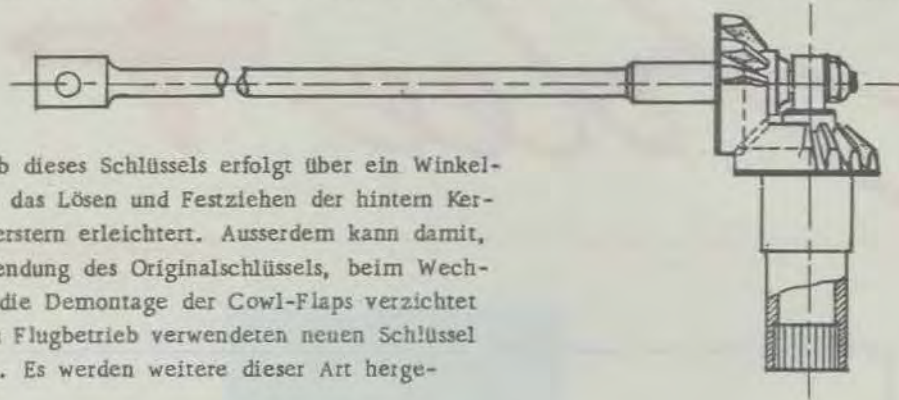 b dieses Schlüssels erfolgt über ein Winkel-
das Lösen und Festziehen der hintern Ker-
erstern erleichtert. Ausserdem kann damit,
endung des Originalschlüssels, beim Wech-
die Demontage der Cowl-Flaps verzichtet
Flugbetrieb verwendeten neuen Schlüssel
. Es werden weitere dieser Art herge-